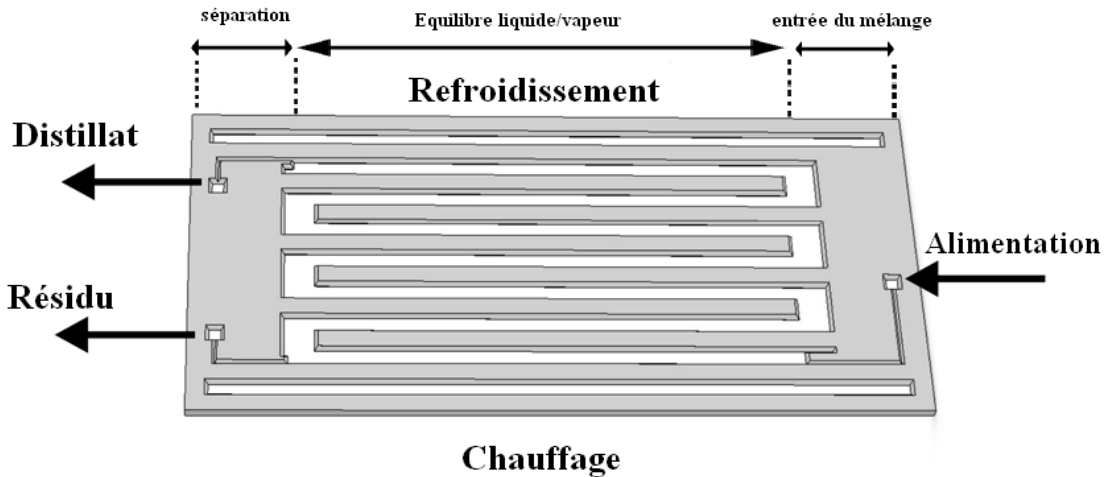 séparation
Equilibre liquide/vapeur
entrée du mélange
Refroidissement
Distillat
Alimentation
Résidu
Chauffage